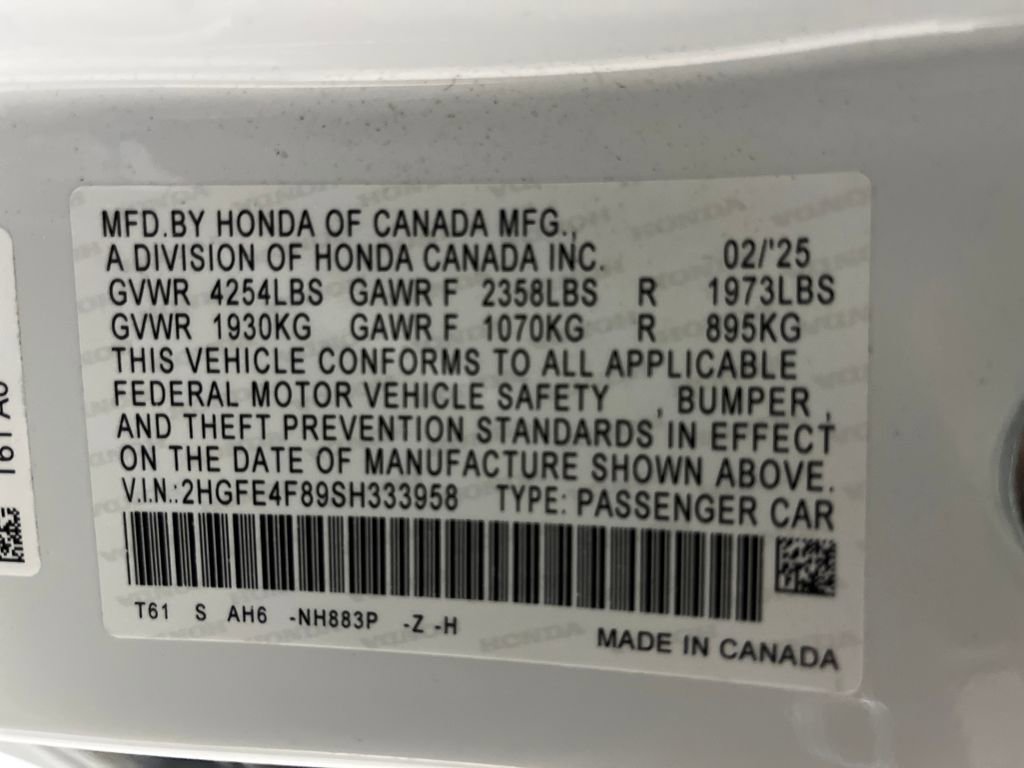 MFD.BY HONDA OF CANADA MFG.,
A DIVISION OF HONDA CANADA INC. 02/'25
GVWR 4254LBS GAWR F 2358LBS R 1973LBS
GVWR 1930KG GAWR F 1070KG R 895KG
THIS VEHICLE CONFORMS TO ALL APPLICABLE
FEDERAL MOTOR VEHICLE SAFETY , BUMPER ,
AND THEFT PREVENTION STANDARDS IN EFFECT
ON THE DATE OF MANUFACTURE SHOWN ABOVE.
V.I.N.:2HGFE4F89SH333958 TYPE: PASSENGER CAR
T61 S AH6 -NH883P -Z -H
MADE IN CANADA